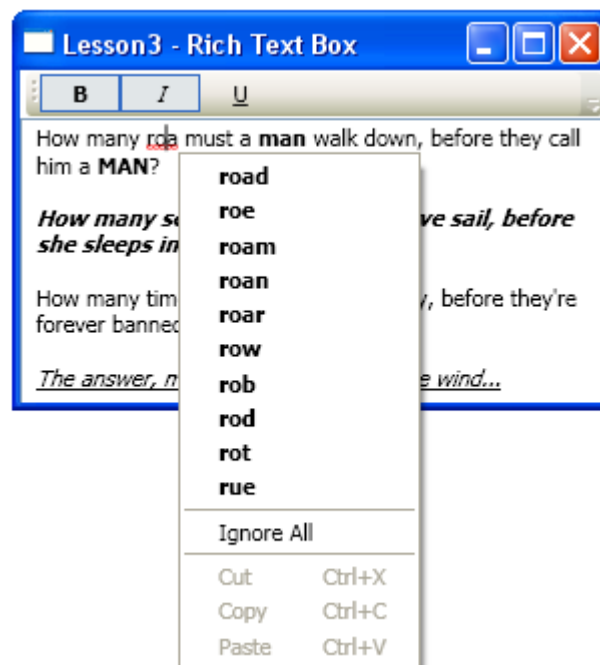 Lesson3 - Rich Text Box
B I U
How many roa must a man walk down, before they call
him a MAN?
How many s ve sail, before
she sleeps in
How many tim , before they're
forever banned
The answer, m e wind...
road
roe
roam
roan
roar
row
rob
rod
rot
rue
Ignore All
Cut Ctrl+X
Copy Ctrl+C
Paste Ctrl+V